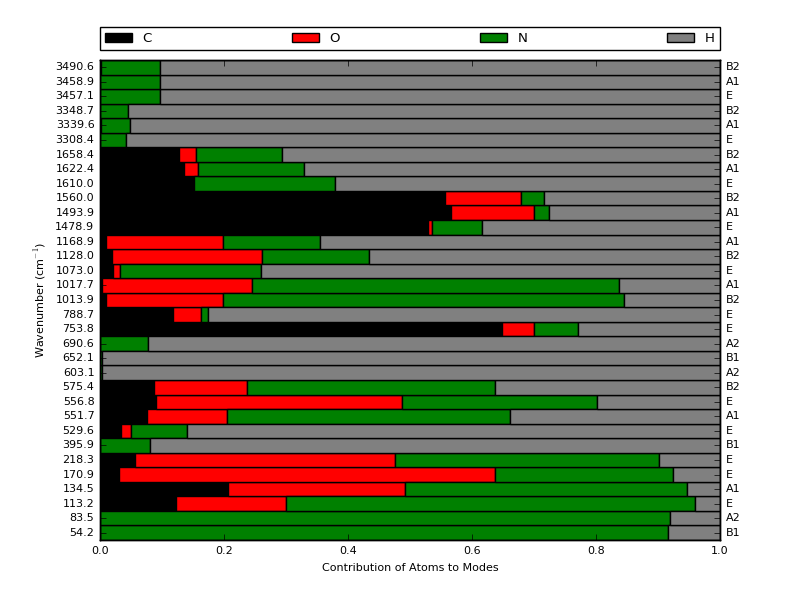 C O N H
3490.6 B2
3458.9 A1
3457.1 E
3348.7 B2
3339.6 A1
3308.4 E
1658.4 B2
1622.4 A1
1610.0 E
1560.0 B2
1493.9 A1
1478.9 E
1168.9 A1
1128.0 B2
1073.0 E
1017.7 A1
1013.9 B2
788.7 E
753.8 E
690.6 A2
652.1 B1
603.1 A2
575.4 B2
556.8 E
551.7 A1
529.6 E
395.9 B1
218.3 E
170.9 E
134.5 A1
113.2 E
83.5 A2
54.2 B1
Wavenumber (cm⁻¹)
0.0 0.2 0.4 0.6 0.8 1.0
Contribution of Atoms to Modes